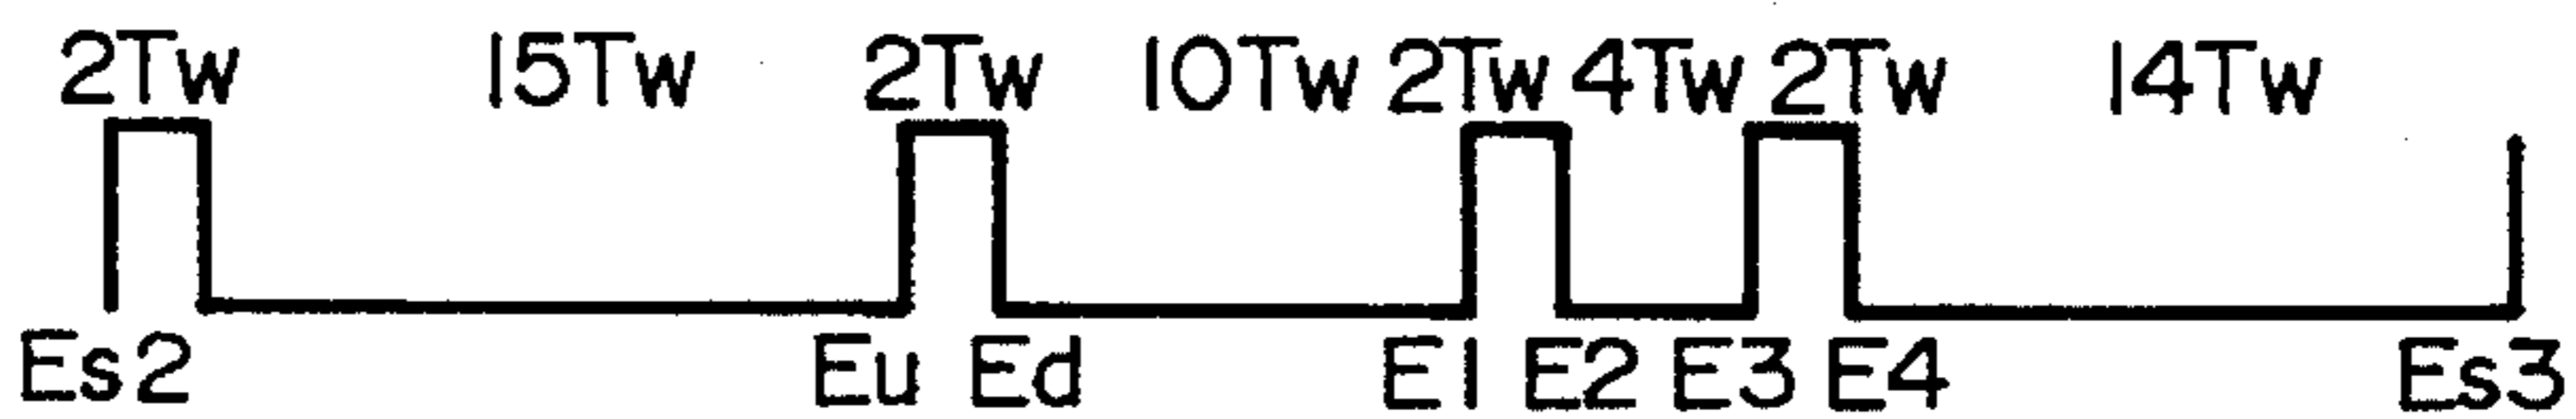 2Tw 15Tw 2Tw 10Tw 2Tw 4Tw 2Tw 14Tw
Es2 Eu Ed E1 E2 E3 E4 Es3